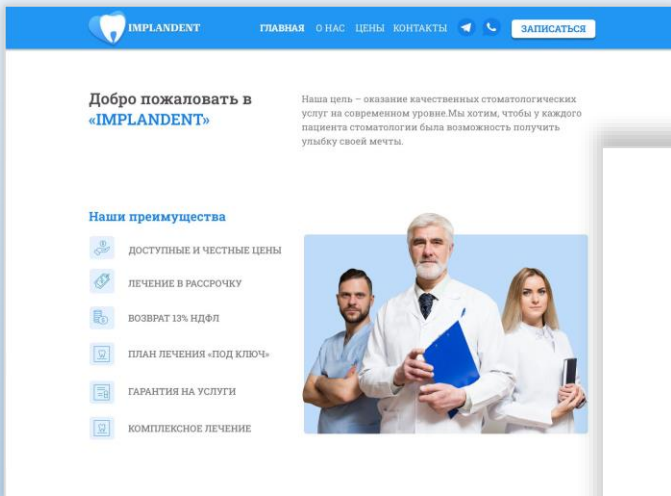 IMPLANDENT
ГЛАВНАЯ О НАС ЦЕНЫ КОНТАКТЫ
ЗАПИСАТЬСЯ
Добро пожаловать в
«IMPLANDENT»
Наша цель – оказание качественных стоматологических
услуг на современном уровне.Мы хотим, чтобы у каждого
пациента стоматологии была возможность получить
улыбку своей мечты.
Наши преимущества
ДОСТУПНЫЕ И ЧЕСТНЫЕ ЦЕНЫ
ЛЕЧЕНИЕ В РАССРОЧКУ
ВОЗВРАТ 13% НДФЛ
ПЛАН ЛЕЧЕНИЯ «ПОД КЛЮЧ»
ГАРАНТИЯ НА УСЛУГИ
КОМПЛЕКСНОЕ ЛЕЧЕНИЕ